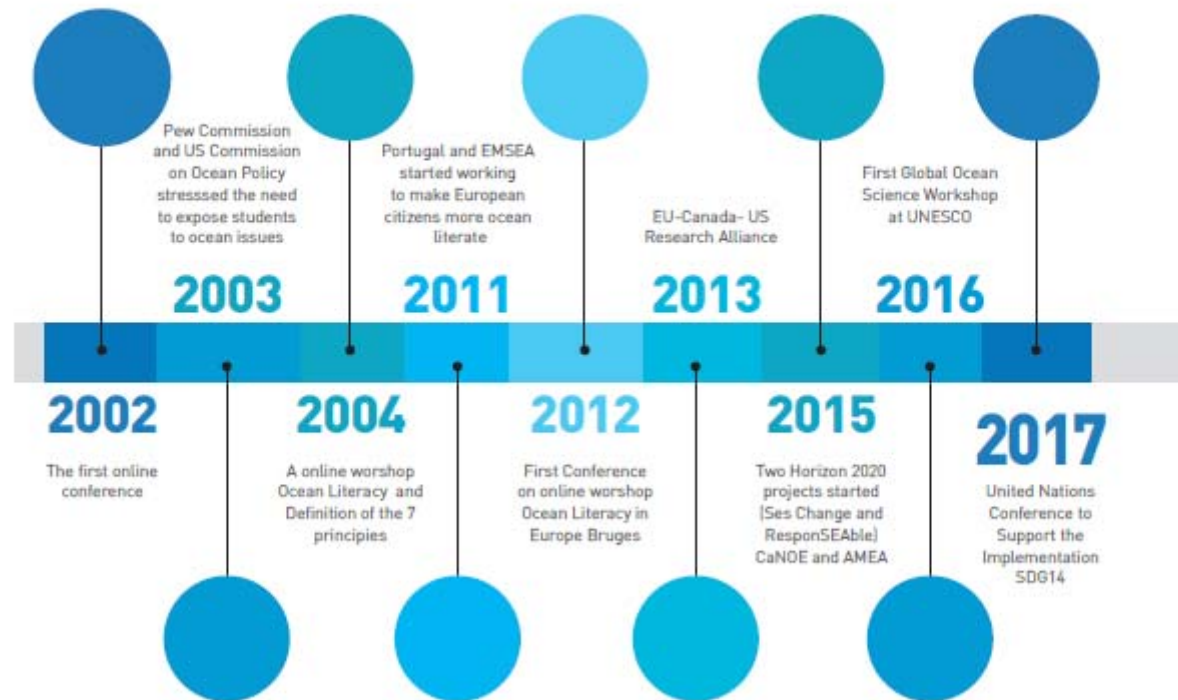 Pew Commission
and US Commission
on Ocean Policy
stresssed the need
to expose students
to ocean issues
2003
Portugal and EMSEA
started working
to make European
citizens more ocean
literate
2011
EU-Canada- US
Research Alliance
2013
First Global Ocean
Science Workshop
at UNESCO
2016
2002
The first online
conference
2004
A online worshop
Ocean Literacy and
Definition of the 7
principies
2012
First Conference
on online worshop
Ocean Literacy in
Europe Bruges
2015
Two Horizon 2020
projects started
(Ses Change and
ResponSEAble)
CaNOE and AMEA
2017
United Nations
Conference to
Support the
Implementation
SDG14